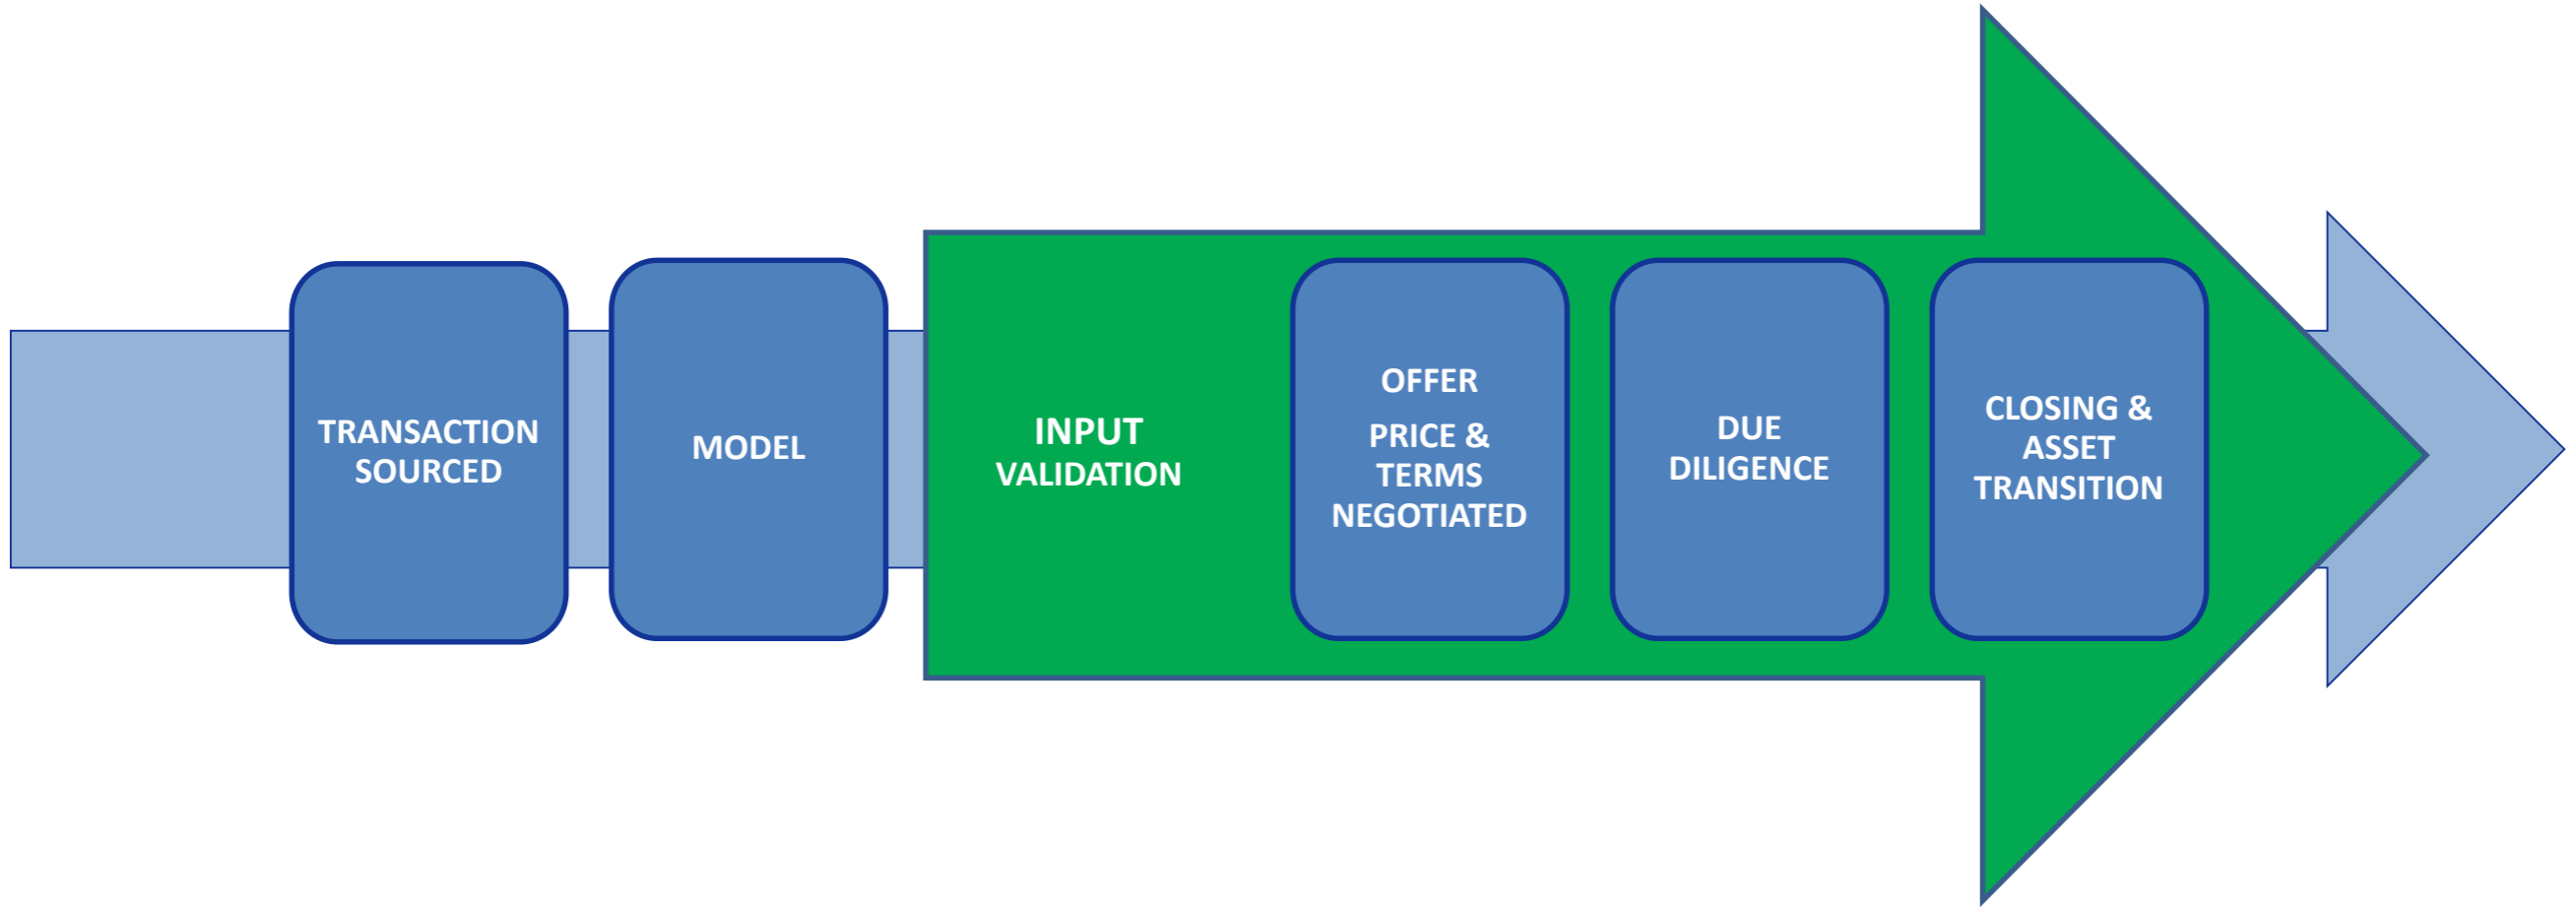 TRANSACTION
SOURCED
MODEL
INPUT
VALIDATION
OFFER
PRICE &
TERMS
NEGOTIATED
DUE
DILIGENCE
CLOSING &
ASSET
TRANSITION